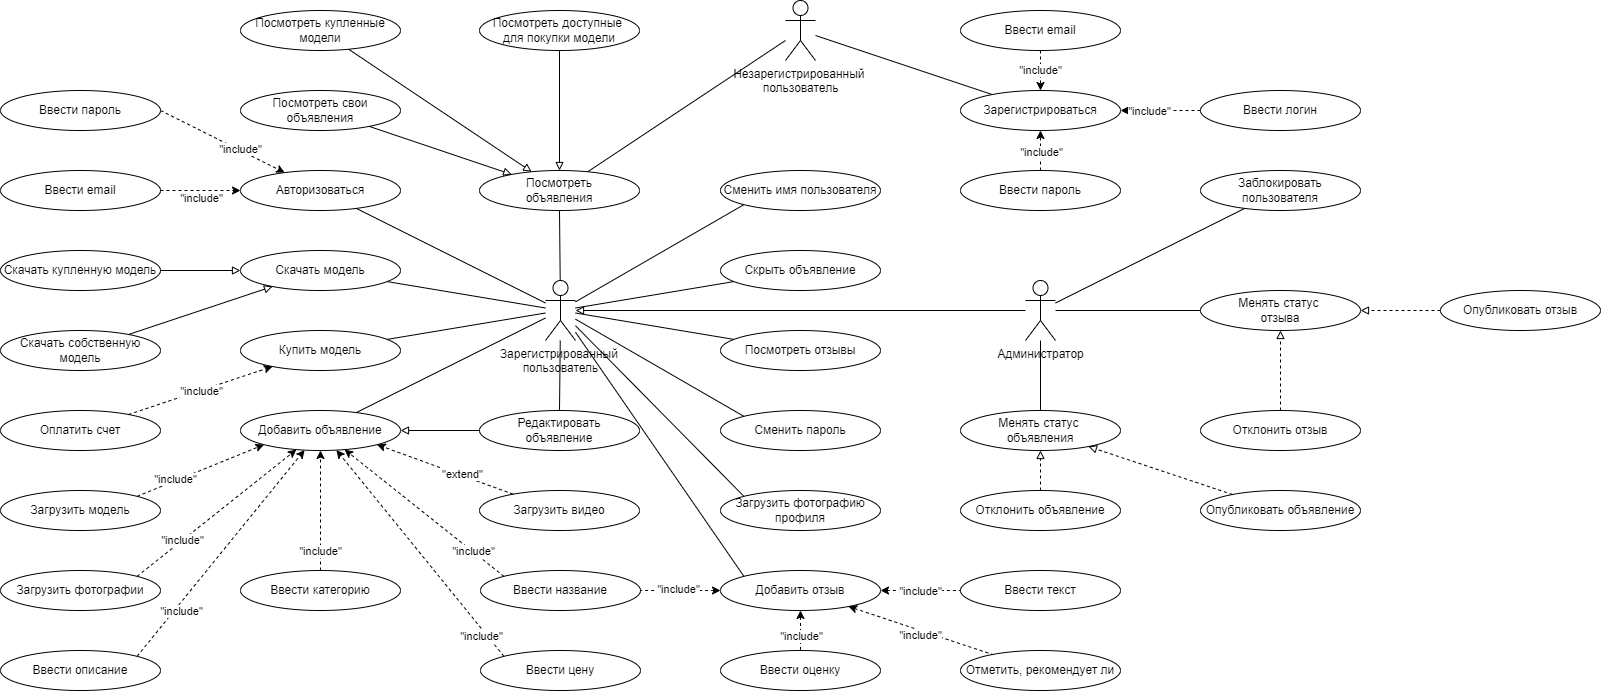 Посмотреть купленные
модели
Посмотреть доступные
для покупки модели
Незарегистрированный
пользователь
Ввести email
"include"
Ввести пароль
Посмотреть свои
объявления
Зарегистрироваться
"include"
Ввести логин
"include"
"include"
Ввести email
"include"
Авторизоваться
Посмотреть
объявления
Сменить имя пользователя
Ввести пароль
Заблокировать
пользователя
Скачать купленную модель
Скачать модель
Скрыть объявление
Менять статус
отзыва
Опубликовать отзыв
Скачать собственную
модель
Купить модель
Зарегистрированный
пользователь
Посмотреть отзывы
Администратор
"include"
Оплатить счет
Добавить объявление
Редактировать
объявление
Сменить пароль
Менять статус
объявления
Отклонить отзыв
"include"
"extend"
Загрузить модель
Загрузить видео
Загрузить фотографию
профиля
Отклонить объявление
Опубликовать объявление
"include"
"include"
"include"
Загрузить фотографии
Ввести категорию
Ввести название
"include"
Добавить отзыв
"include"
Ввести текст
"include"
"include"
"include"
"include"
Ввести описание
Ввести цену
Ввести оценку
Отметить, рекомендует ли